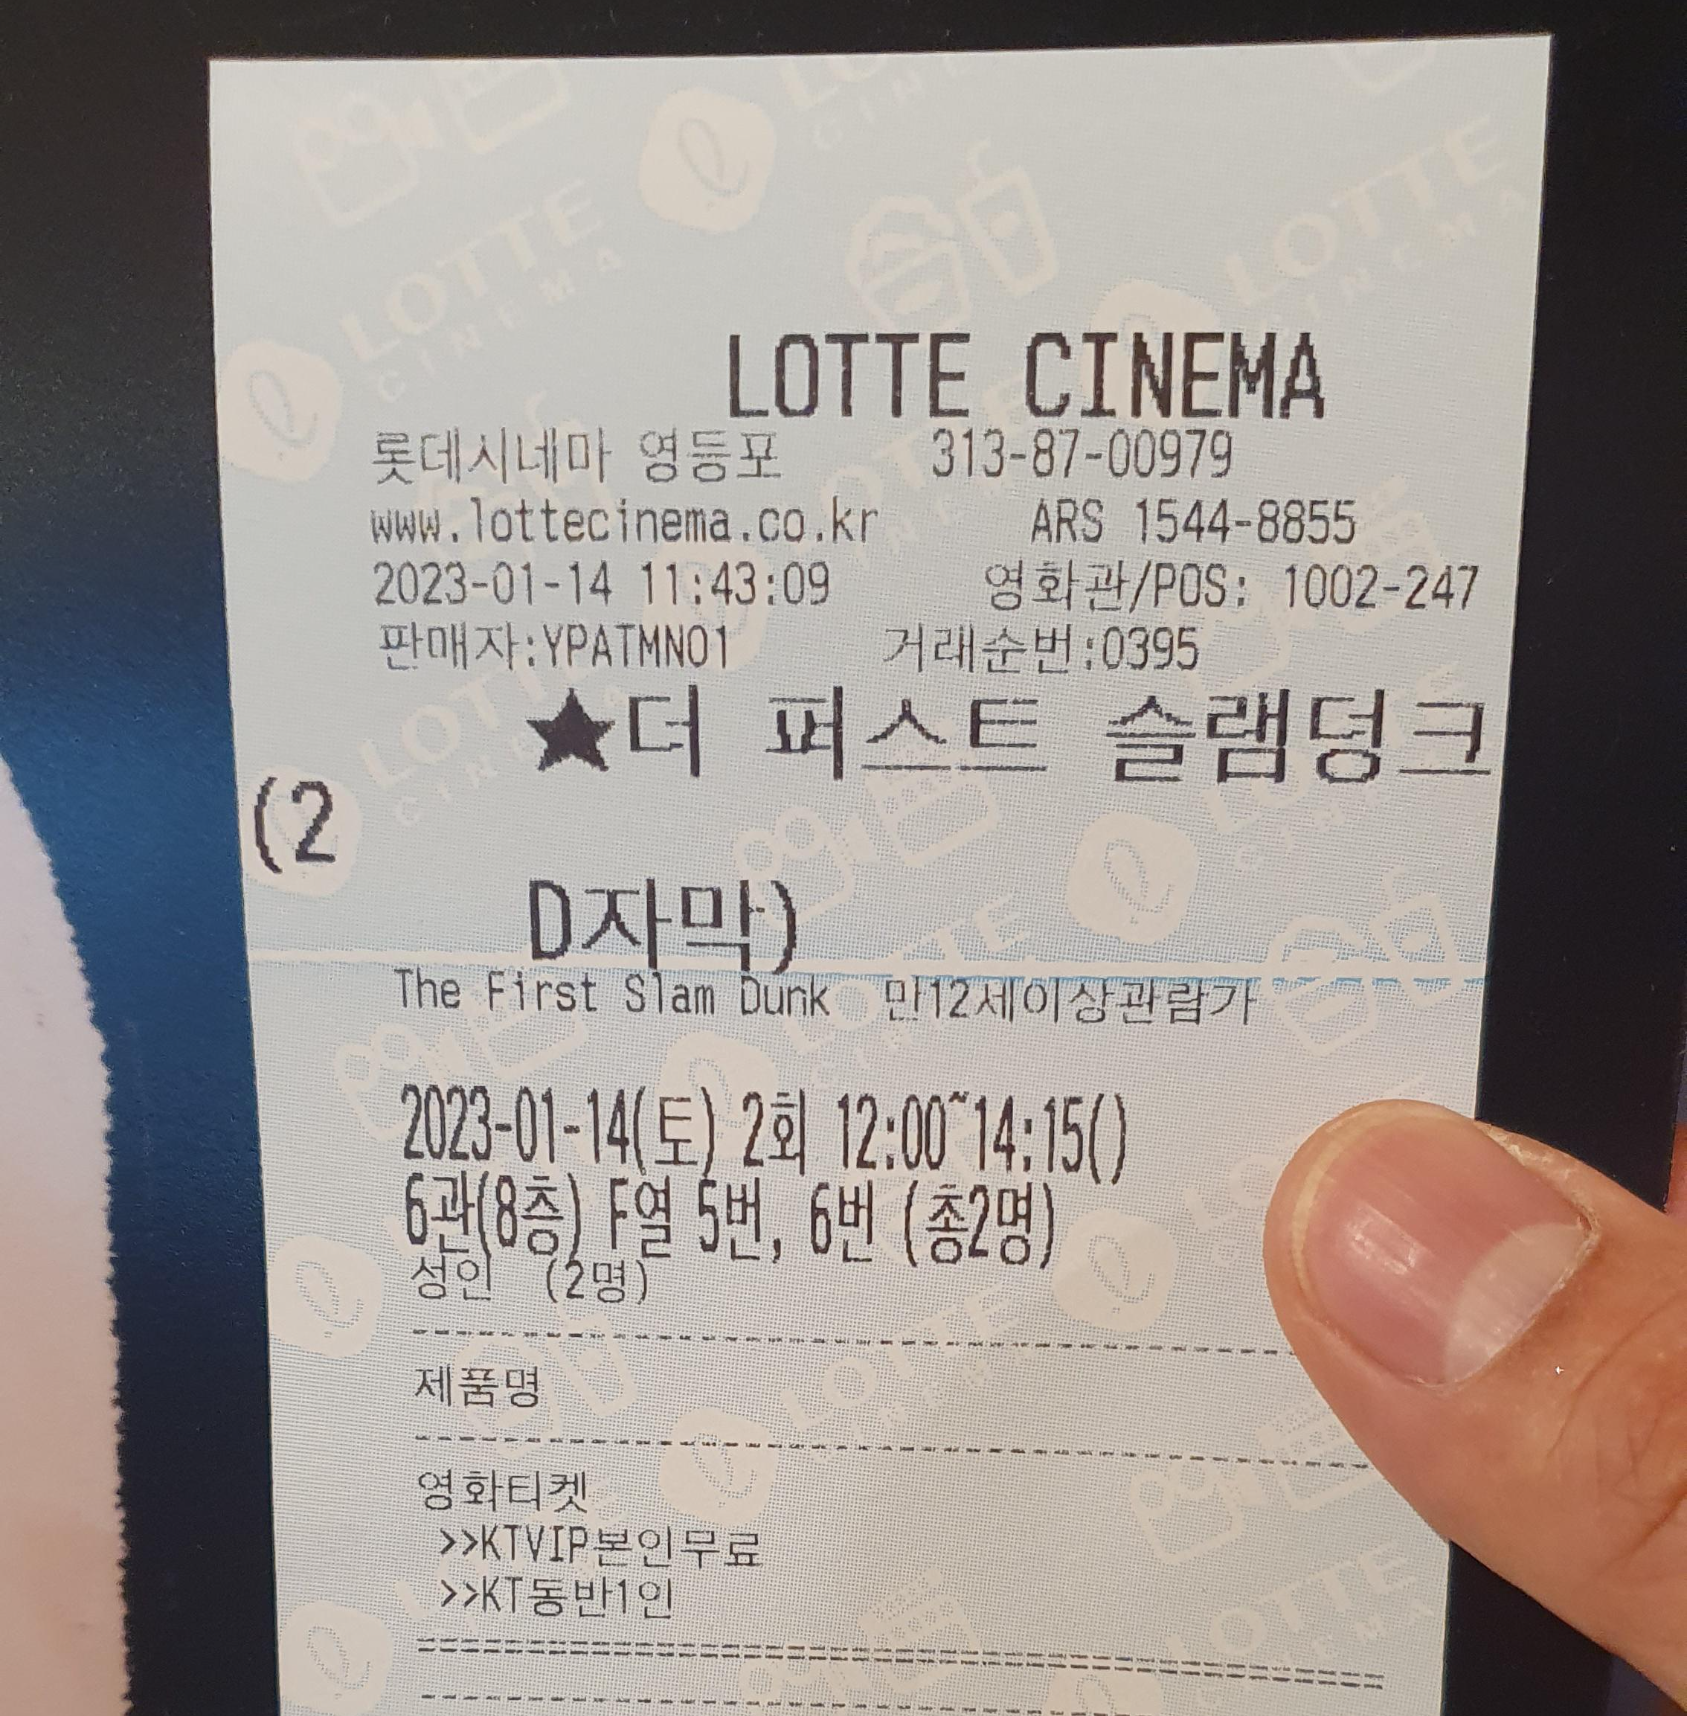 LOTTE CINEMA
롯데시네마 영등포 313-87-00979
www.lottecinema.co.kr ARS 1544-8855
2023-01-14 11:43:09 영화관/POS: 1002-247
판매자:YPATMN01 거래순번:0395
★더 퍼스트 슬램덩크
(2
D자막)
The First Slam Dunk 만12세이상관람가
2023-01-14(토) 2회 12:00~14:15()
6관(8층) F열 5번, 6번 (총2명)
성인 (2명)
제품명
영화티켓
>>KTVIP본인무료
>>KT동반1인